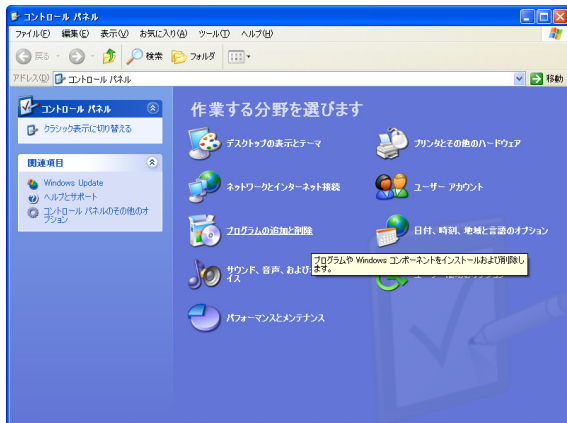 コントロール パネル
ファイル(F) 編集(E) 表示(V) お気に入り(A) ツール(T) ヘルプ(H)
戻る 検索 フォルダ
アドレス(D) コントロール パネル 移動
コントロール パネル
クラシック表示に切り替える
関連項目
Windows Update
ヘルプとサポート
コントロール パネルのその他のオ
プション
作業する分野を選びます
デスクトップの表示とテーマ
プリンタとその他のハードウェア
ネットワークとインターネット接続
ユーザー アカウント
プログラムの追加と削除
日付、時刻、地域と言語のオプション
プログラムや Windows コンポーネントをインストールおよび削除し
ます。
サウンド、音声、および
イス
パフォーマンスとメンテナンス